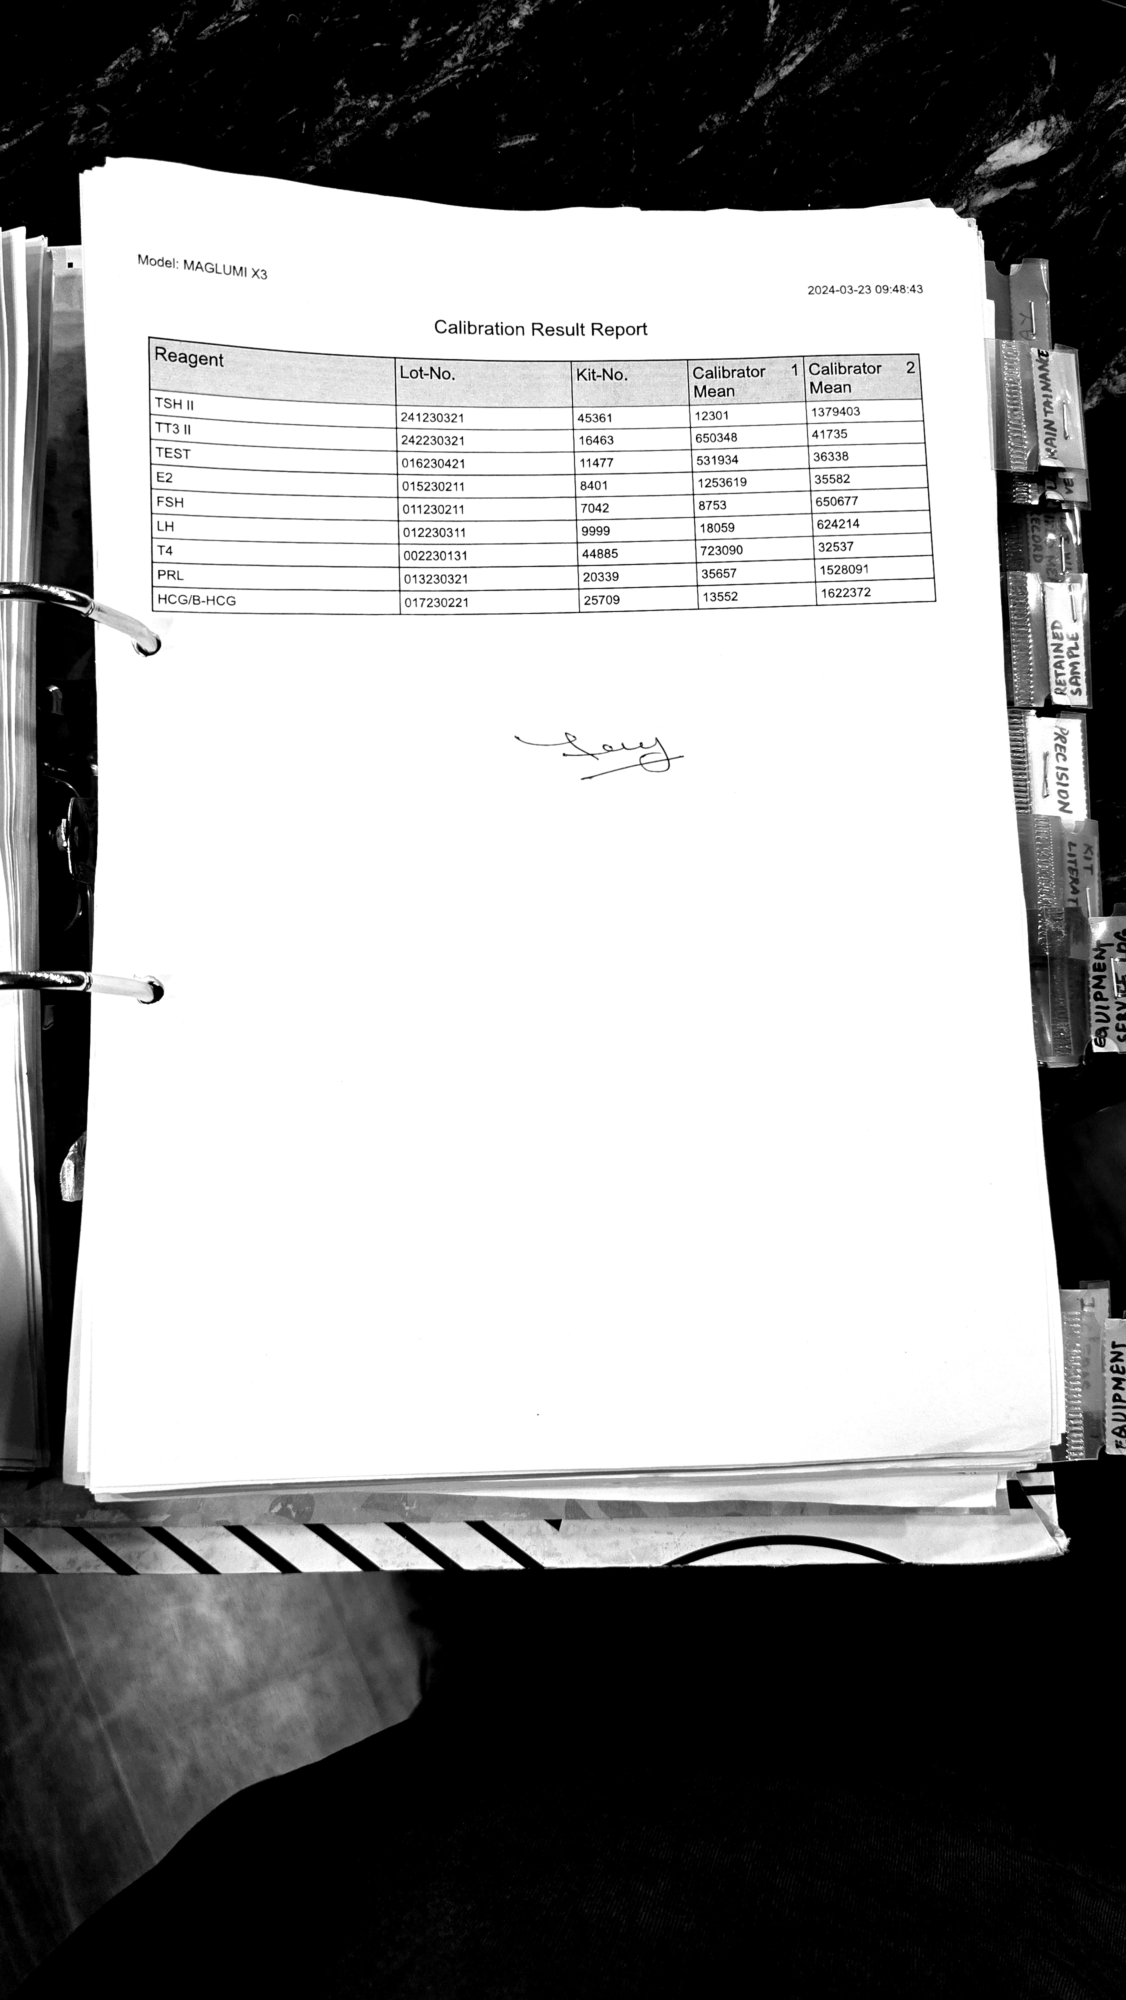 Model: MAGLUMI X3
2024-03-23 09:48:43
Calibration Result Report
Reagent Lot-No. Kit-No. Calibrator 1 Mean Calibrator 2 Mean
TSH II 241230321 45361 12301 1379403
TT3 II 242230321 16463 650348 41735
TEST 016230421 11477 531934 36338
E2 015230211 8401 1253619 35582
FSH 011230211 7042 8753 650677
LH 012230311 9999 18059 624214
T4 002230131 44885 723090 32537
PRL 013230321 20339 35657 1528091
HCG/B-HCG 017230221 25709 13552 1622372
MAINTAINANE
RECORD
RETAINED
SAMPLE
PRECISION
KIT
LITERAT
EQUIPMENT
EQUIPMENT